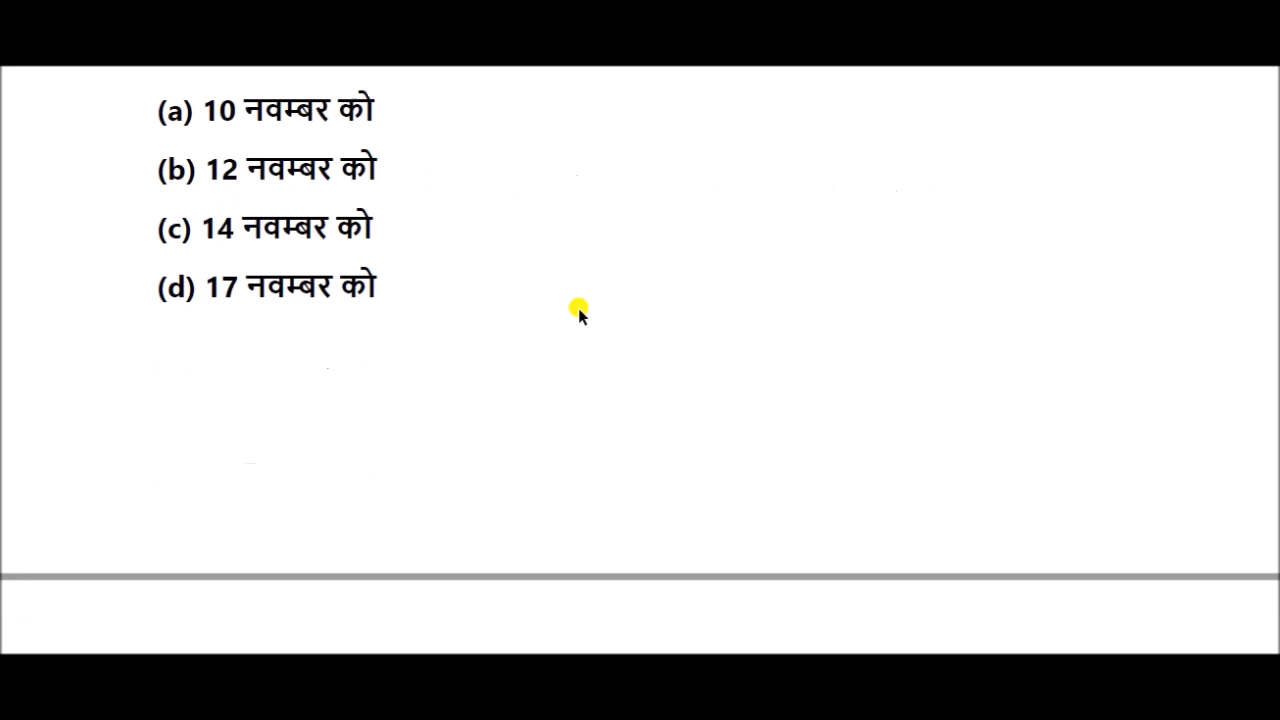 (a) 10 नवम्बर को
(b) 12 नवम्बर को
(c) 14 नवम्बर को
(d) 17 नवम्बर को